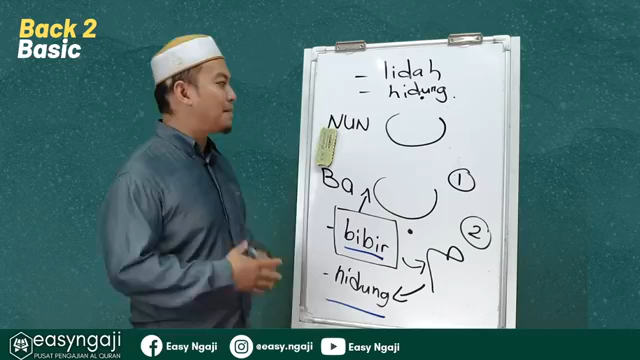 Back 2
Basic
- lidah
- hidung.
NUN
Ba
1
- bibir
2
- hidung
easyngaji
PUSAT PENGAJIAN AL QURAN
Easy Ngaji
@easy.ngaji
Easy Ngaji